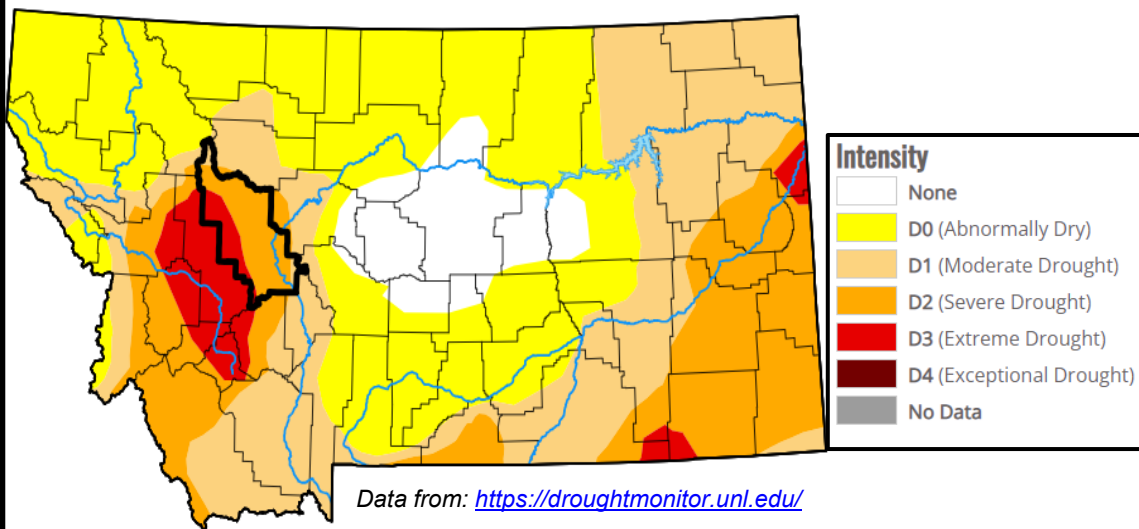 Intensity
None
D0 (Abnormally Dry)
D1 (Moderate Drought)
D2 (Severe Drought)
D3 (Extreme Drought)
D4 (Exceptional Drought)
No Data
Data from: https://droughtmonitor.unl.edu/